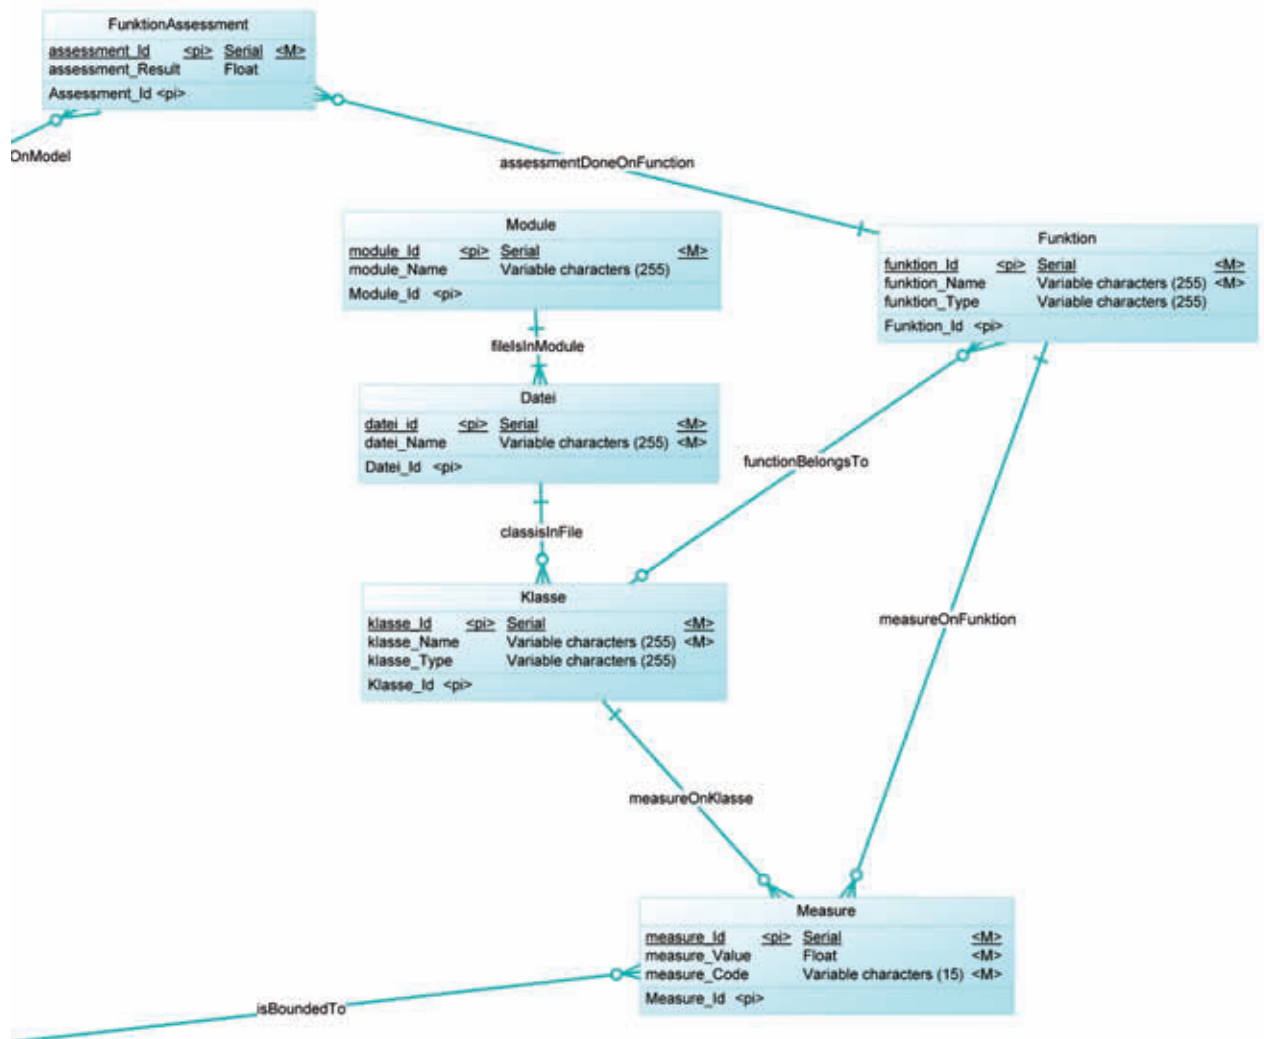 FunktionAssessment
assessment_Id <pi> Serial <M>
assessment_Result Float
Assessment_Id <pi>
OnModel
assessmentDoneOnFunction
Module
module_Id <pi> Serial <M>
module_Name Variable characters (255)
Module_Id <pi>
Funktion
funktion_Id <pi> Serial <M>
funktion_Name Variable characters (255) <M>
funktion_Type Variable characters (255)
Funktion_Id <pi>
fileIsInModule
Datei
datei_id <pi> Serial <M>
datei_Name Variable characters (255) <M>
Datei_Id <pi>
functionBelongsTo
classisInFile
Klasse
klasse_Id <pi> Serial <M>
klasse_Name Variable characters (255) <M>
klasse_Type Variable characters (255)
Klasse_Id <pi>
measureOnFunktion
measureOnKlasse
Measure
measure_Id <pi> Serial <M>
measure_Value Float <M>
measure_Code Variable characters (15) <M>
Measure_Id <pi>
isBoundedTo